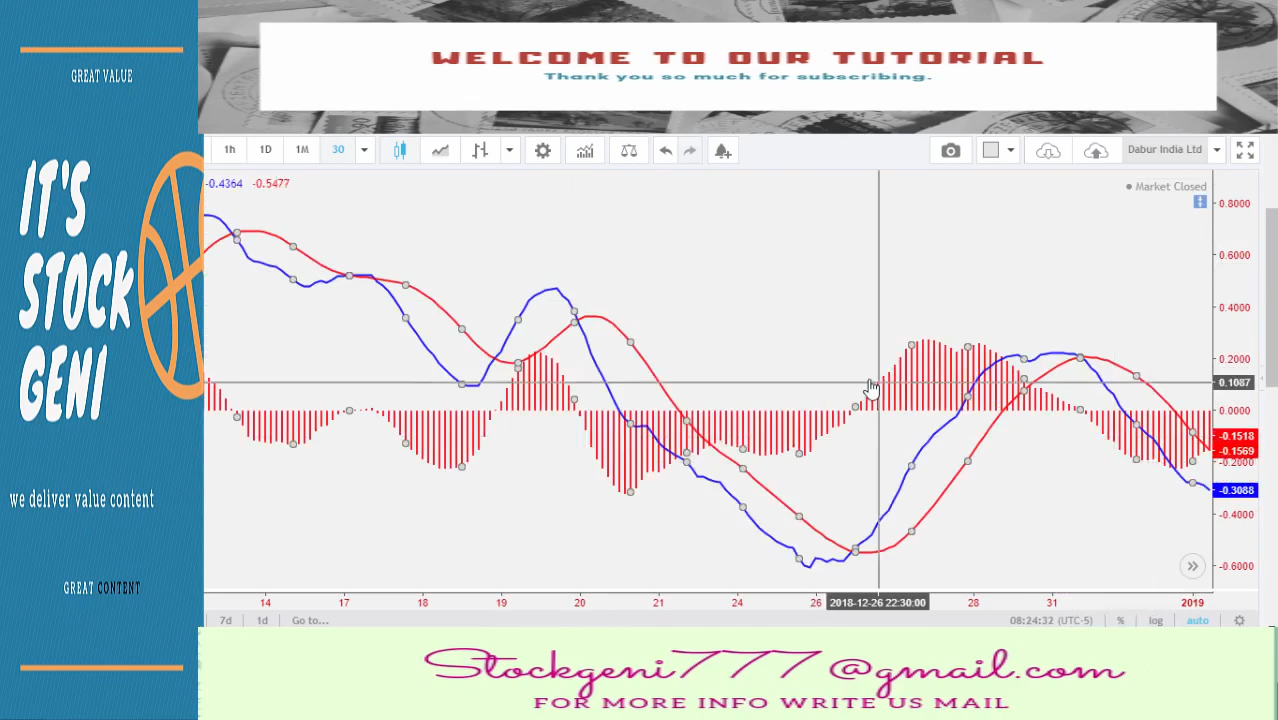 GREAT VALUE
IT'S
STOCK
GENI
we deliver value content
GREAT CONTENT
WELCOME TO OUR TUTORIAL
Thank you so much for subscribing.
1h 1D 1M 30 Dabur India Ltd
-0.4364 -0.5477
Market Closed
0.8000
0.6000
0.4000
0.2000
0.1087
0.0000
-0.1518
-0.1569
-0.2000
-0.3088
-0.4000
-0.6000
14 17 18 19 20 21 24 26 2018-12-26 22:30:00 28 31 2019
7d 1d Go to... 08:24:32 (UTC-5) % log auto
Stockgeni777@gmail.com
FOR MORE INFO WRITE US MAIL